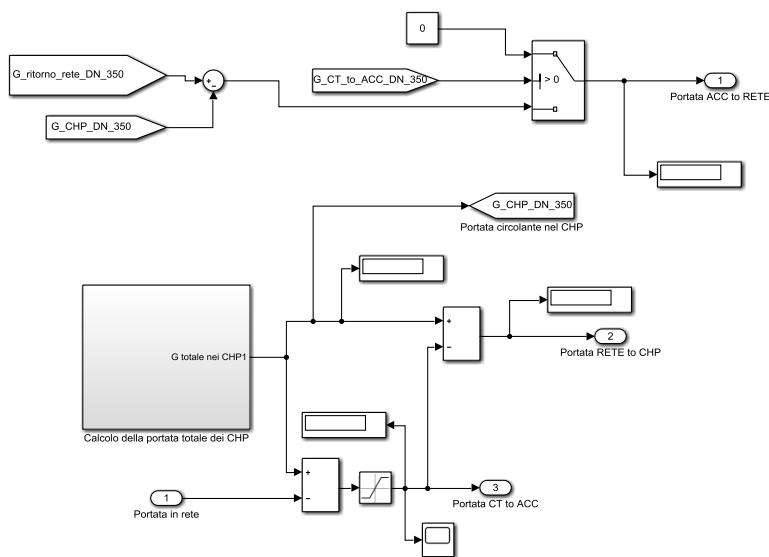 0
G_ritorno_rete_DN_350
G_CT_to_ACC_DN_350
> 0
1
Portata ACC to RETE
G_CHP_DN_350
G_CHP_DN_350
Portata circolante nel CHP
2
Portata RETE to CHP
G totale nei CHP1
Calcolo della portata totale dei CHP
1
Portata in rete
3
Portata CT to ACC